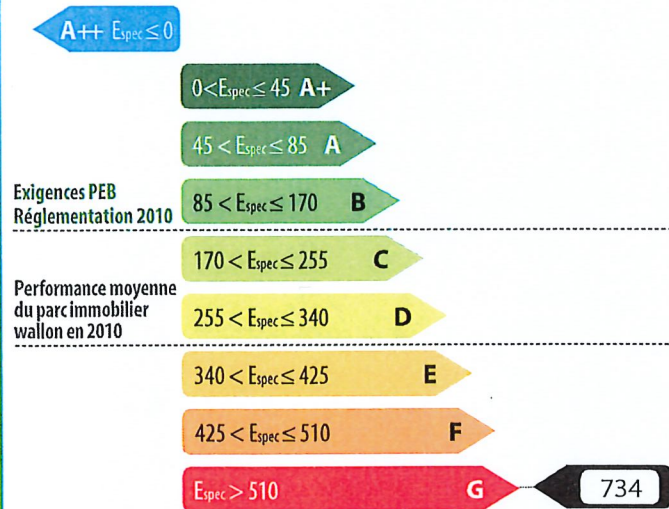 A++ Espec ≤ 0
0 < Espec ≤ 45 A+
45 < Espec ≤ 85 A
Exigences PEB
Réglementation 2010
85 < Espec ≤ 170 B
170 < Espec ≤ 255 C
Performance moyenne
du parc immobilier
wallon en 2010
255 < Espec ≤ 340 D
340 < Espec ≤ 425 E
425 < Espec ≤ 510 F
Espec > 510 G 734